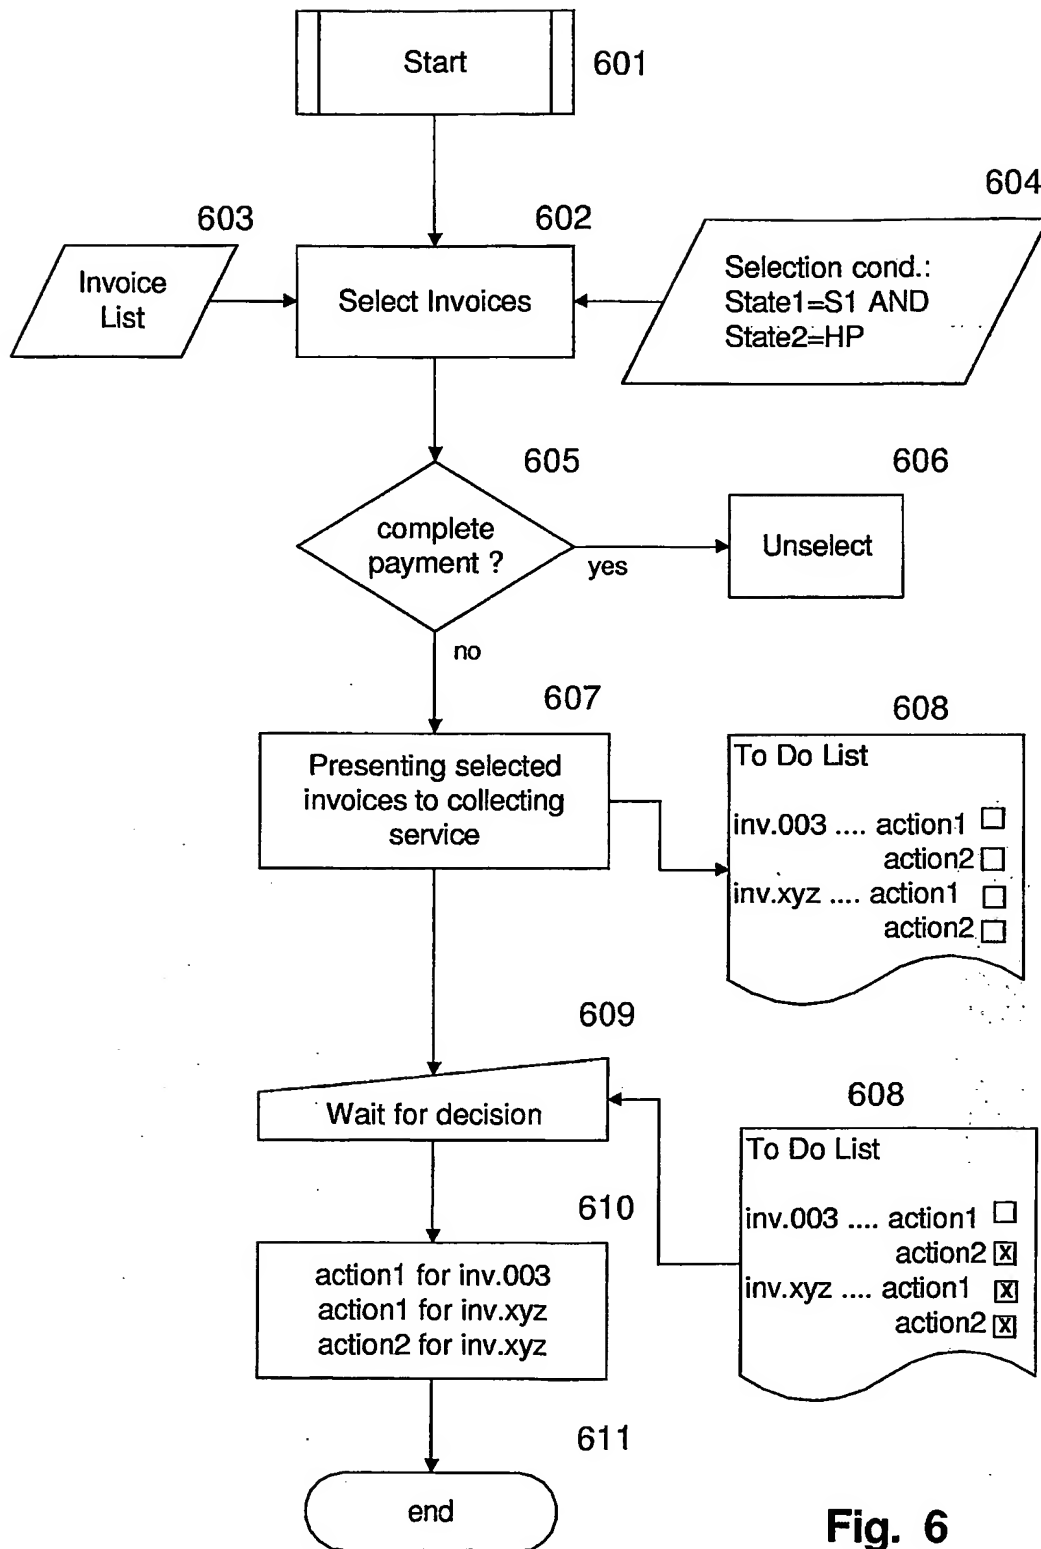 Start
601
604
603
602
Invoice
List
Select Invoices
Selection cond.:
State1=S1 AND
State2=HP
605
606
complete
payment ?
yes
Unselect
no
607
608
Presenting selected
invoices to collecting
service
To Do List
inv.003 .... action1
action2
inv.xyz .... action1
action2
609
Wait for decision
608
To Do List
inv.003 .... action1
action2 X
inv.xyz .... action1 X
action2 X
610
action1 for inv.003
action1 for inv.xyz
action2 for inv.xyz
611
end
Fig. 6